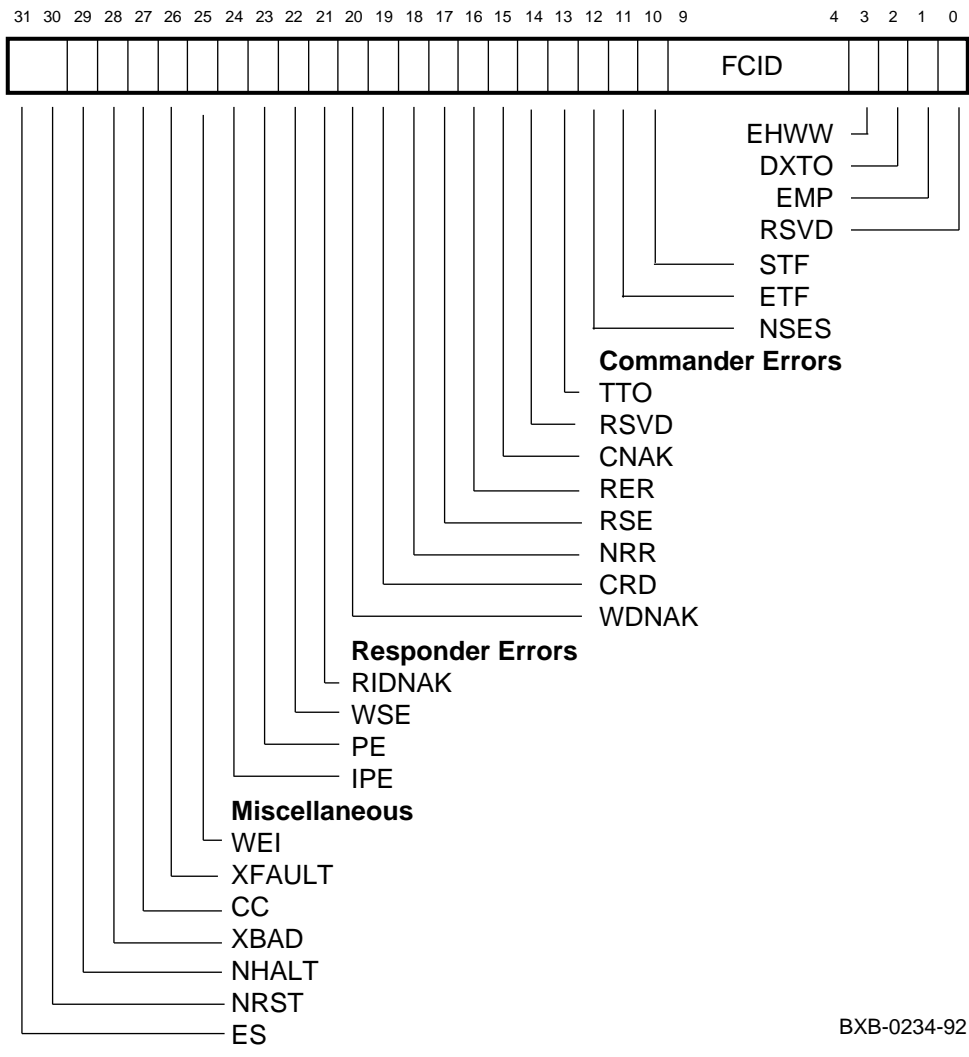 31 30 29 28 27 26 25 24 23 22 21 20 19 18 17 16 15 14 13 12 11 10 9 4 3 2 1 0
FCID
EHWW
DXTO
EMP
RSVD
STF
ETF
NSES
Commander Errors
TTO
RSVD
CNAK
RER
RSE
NRR
CRD
WDNAK
Responder Errors
RIDNAK
WSE
PE
IPE
Miscellaneous
WEI
XFAULT
CC
XBAD
NHALT
NRST
ES
BXB-0234-92